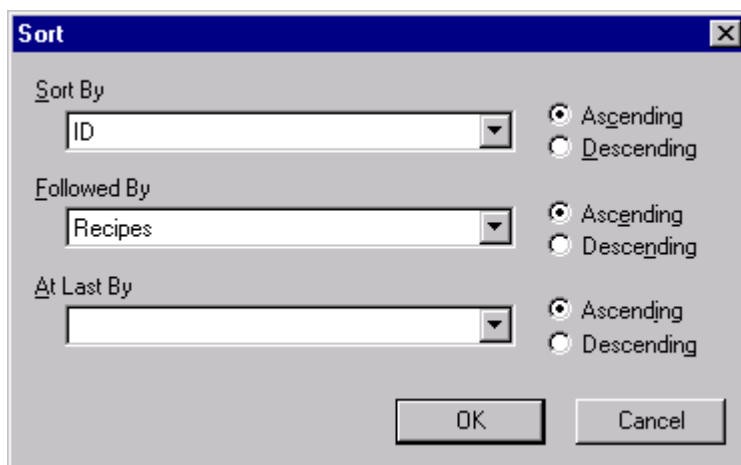 Sort
Sort By
ID
Ascending
Descending
Followed By
Recipes
Ascending
Descending
At Last By
Ascending
Descending
OK
Cancel